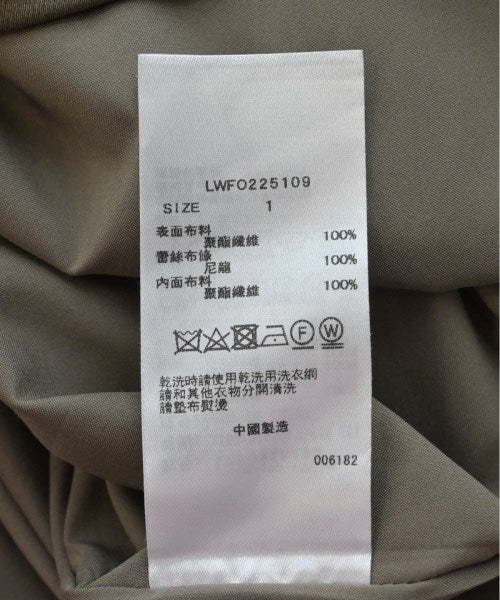 LWFO225109
SIZE 1
表面布料
聚酯纖維 100%
蕾絲布條
尼龍 100%
內面布料
聚酯纖維 100%
F W
乾洗時請使用乾洗用洗衣網
請和其他衣物分開清洗
請墊布熨燙
中國製造
006182